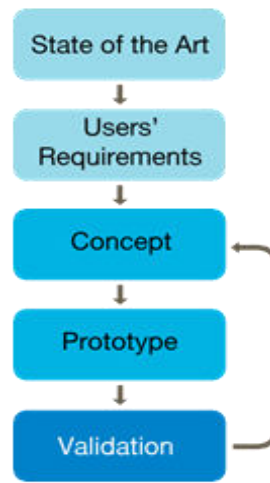 State of the Art
Users'
Requirements
Concept
Prototype
Validation